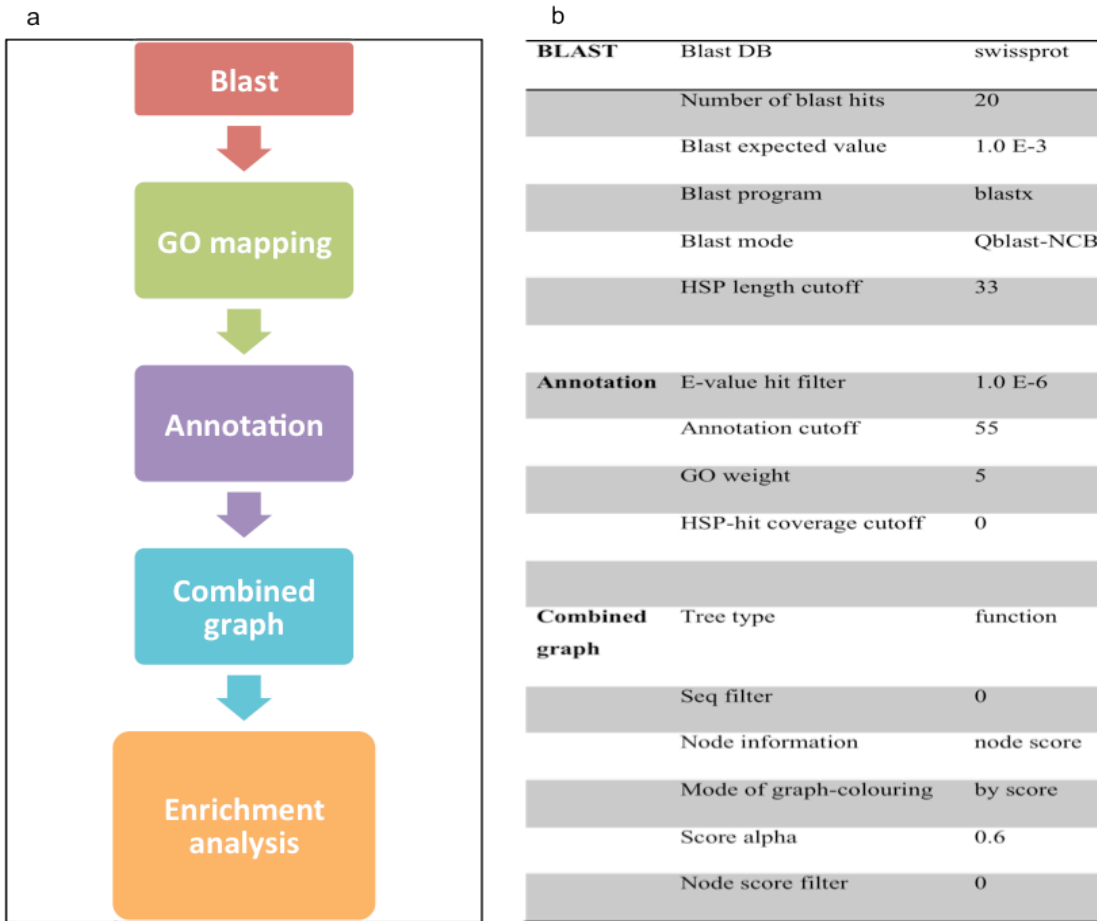 a
Blast
GO mapping
Annotation
Combined
graph
Enrichment
analysis
b
BLAST Blast DB swissprot
Number of blast hits 20
Blast expected value 1.0 E-3
Blast program blastx
Blast mode Qblast-NCB
HSP length cutoff 33
Annotation E-value hit filter 1.0 E-6
Annotation cutoff 55
GO weight 5
HSP-hit coverage cutoff 0
Combined Tree type function
graph
Seq filter 0
Node information node score
Mode of graph-colouring by score
Score alpha 0.6
Node score filter 0